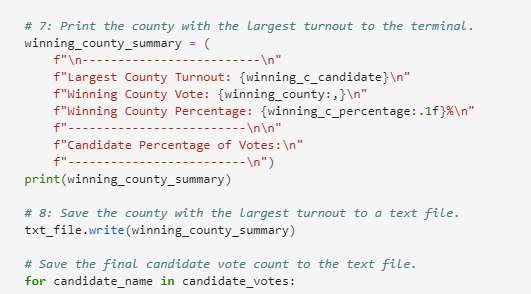 # 7: Print the county with the largest turnout to the terminal.
winning_county_summary = (
    f"\n-------------------------\n"
    f"Largest County Turnout: {winning_c_candidate}\n"
    f"Winning County Vote: {winning_county:,}\n"
    f"Winning County Percentage: {winning_c_percentage:.1f}%\n"
    f"-------------------------\n\n"
    f"Candidate Percentage of Votes:\n"
    f"-------------------------\n")
print(winning_county_summary)
# 8: Save the county with the largest turnout to a text file.
txt_file.write(winning_county_summary)
# Save the final candidate vote count to the text file.
for candidate_name in candidate_votes: